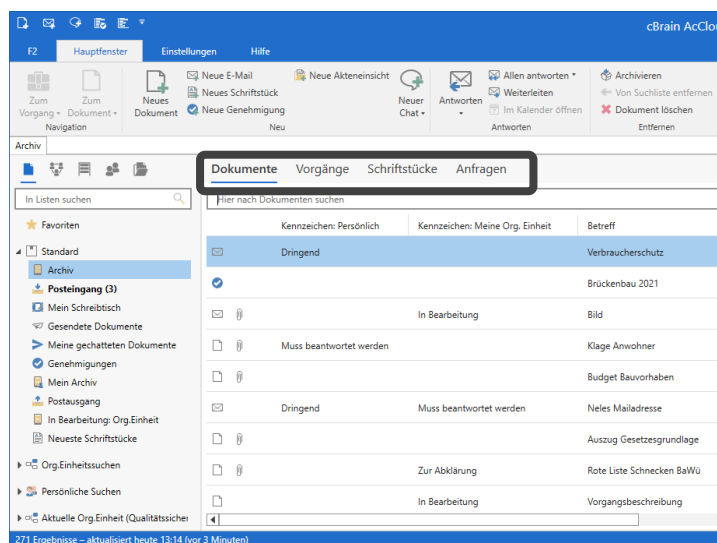 cBrain AcClou
F2 Hauptfenster Einstellungen Hilfe
Zum Vorgang
Zum Dokument
Neues Dokument
Neue E-Mail
Neues Schriftstück
Neue Genehmigung
Neue Akteneinsicht
Neuer Chat
Antworten
Allen antworten
Weiterleiten
Im Kalender öffnen
Archivieren
Von Suchliste entfernen
Dokument löschen
Navigation Neu Antworten Entfernen
Archiv
Dokumente Vorgänge Schriftstücke Anfragen
In Listen suchen
Hier nach Dokumenten suchen
Favoriten
Standard
Archiv
Posteingang (3)
Mein Schreibtisch
Gesendete Dokumente
Meine gechatteten Dokumente
Genehmigungen
Mein Archiv
Postausgang
In Bearbeitung: Org.Einheit
Neueste Schriftstücke
Org.Einheitssuchen
Persönliche Suchen
Aktuelle Org.Einheit (Qualitätssicher
Kennzeichen: Persönlich Kennzeichen: Meine Org. Einheit Betreff
Dringend Verbraucherschutz
Brückenbau 2021
In Bearbeitung Bild
Muss beantwortet werden Klage Anwohner
Budget Bauvorhaben
Dringend Muss beantwortet werden Neles Mailadresse
Auszug Gesetzesgrundlage
Zur Abklärung Rote Liste Schnecken BaWü
In Bearbeitung Vorgangsbeschreibung
271 Ergebnisse – aktualisiert heute 13:14 (vor 3 Minuten)